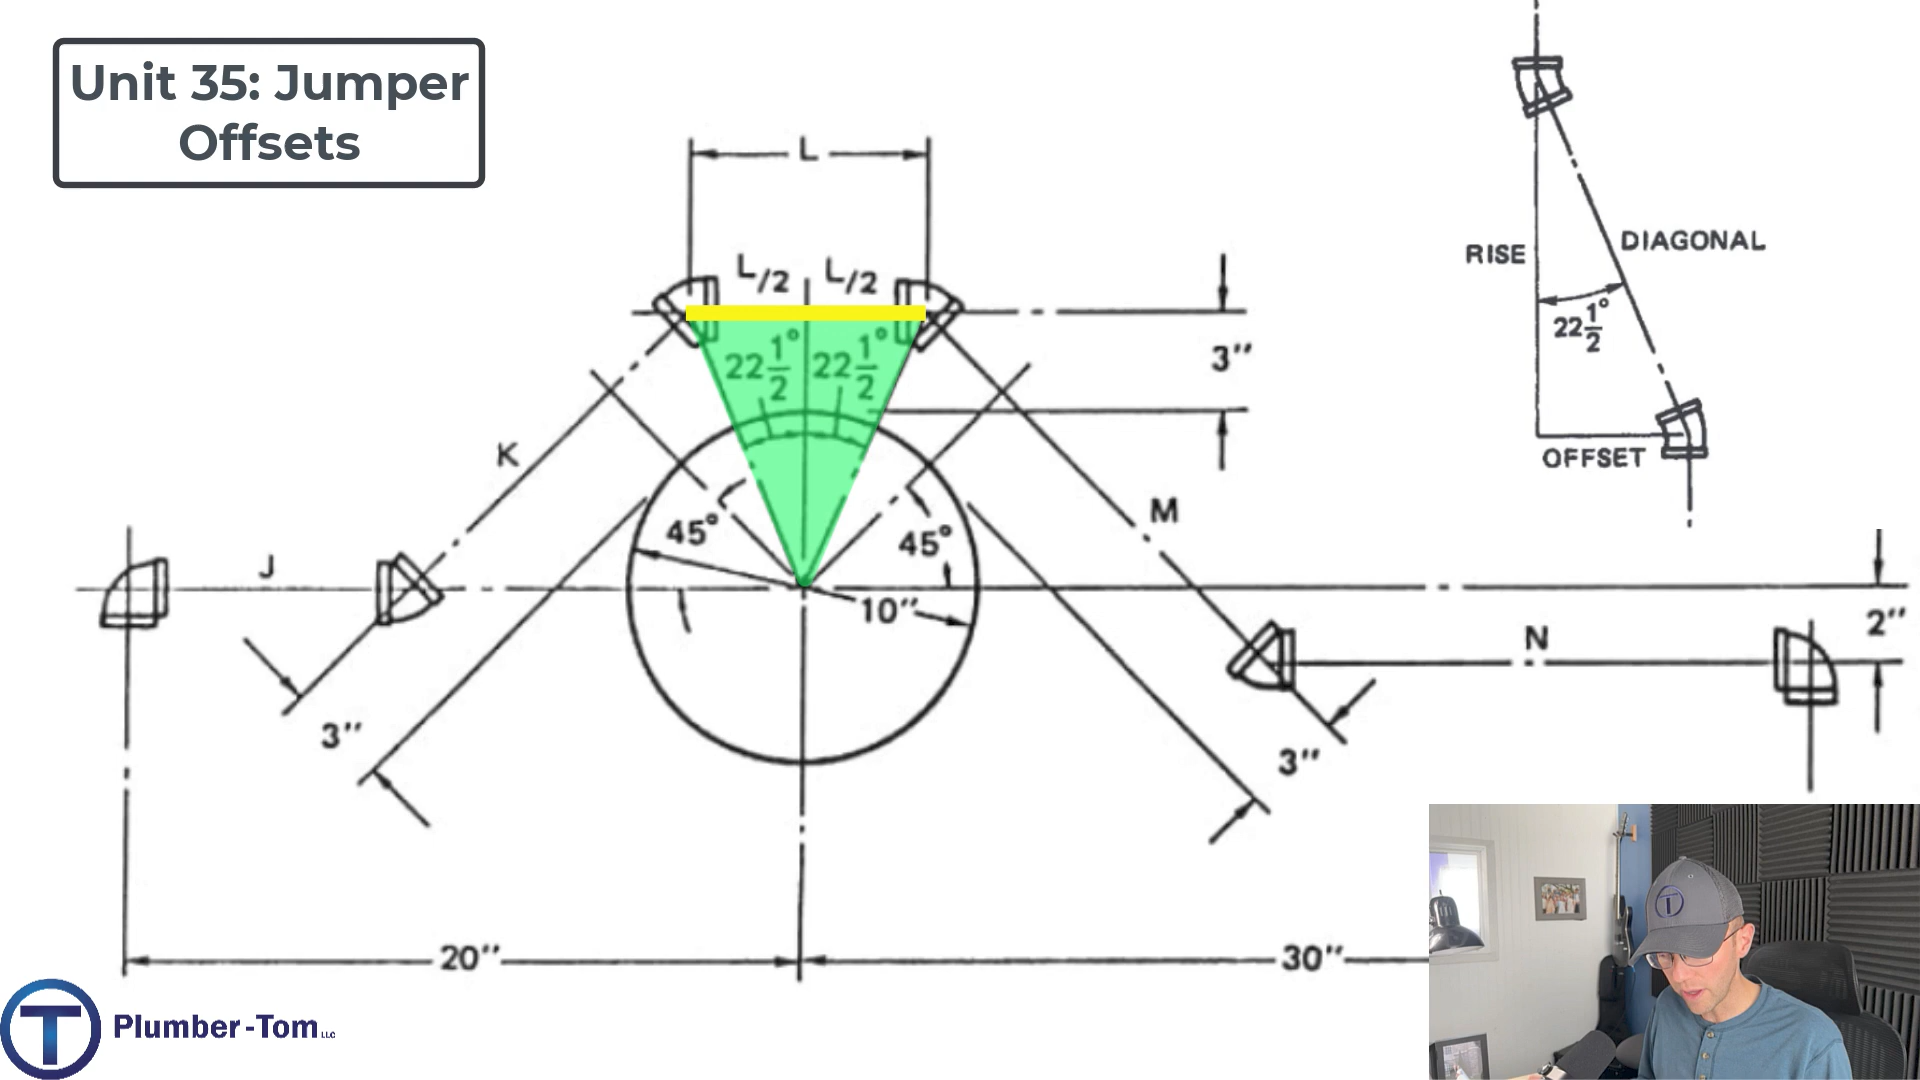 Unit 35: Jumper
Offsets
L
L/2
L/2
22 1/2°
22 1/2°
3"
K
45°
45°
M
J
10"
N
2"
3"
3"
20"
30"
RISE
DIAGONAL
22 1/2°
OFFSET
T
Plumber-Tom LLC
T